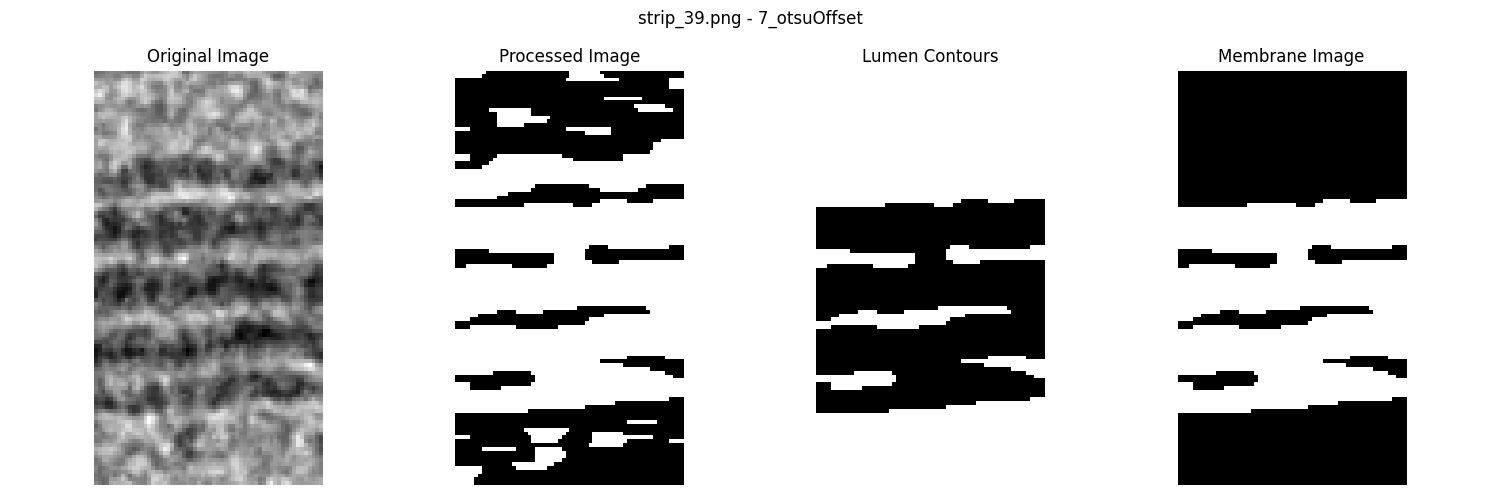 strip_39.png - 7_otsuOffset
Original Image
Processed Image
Lumen Contours
Membrane Image